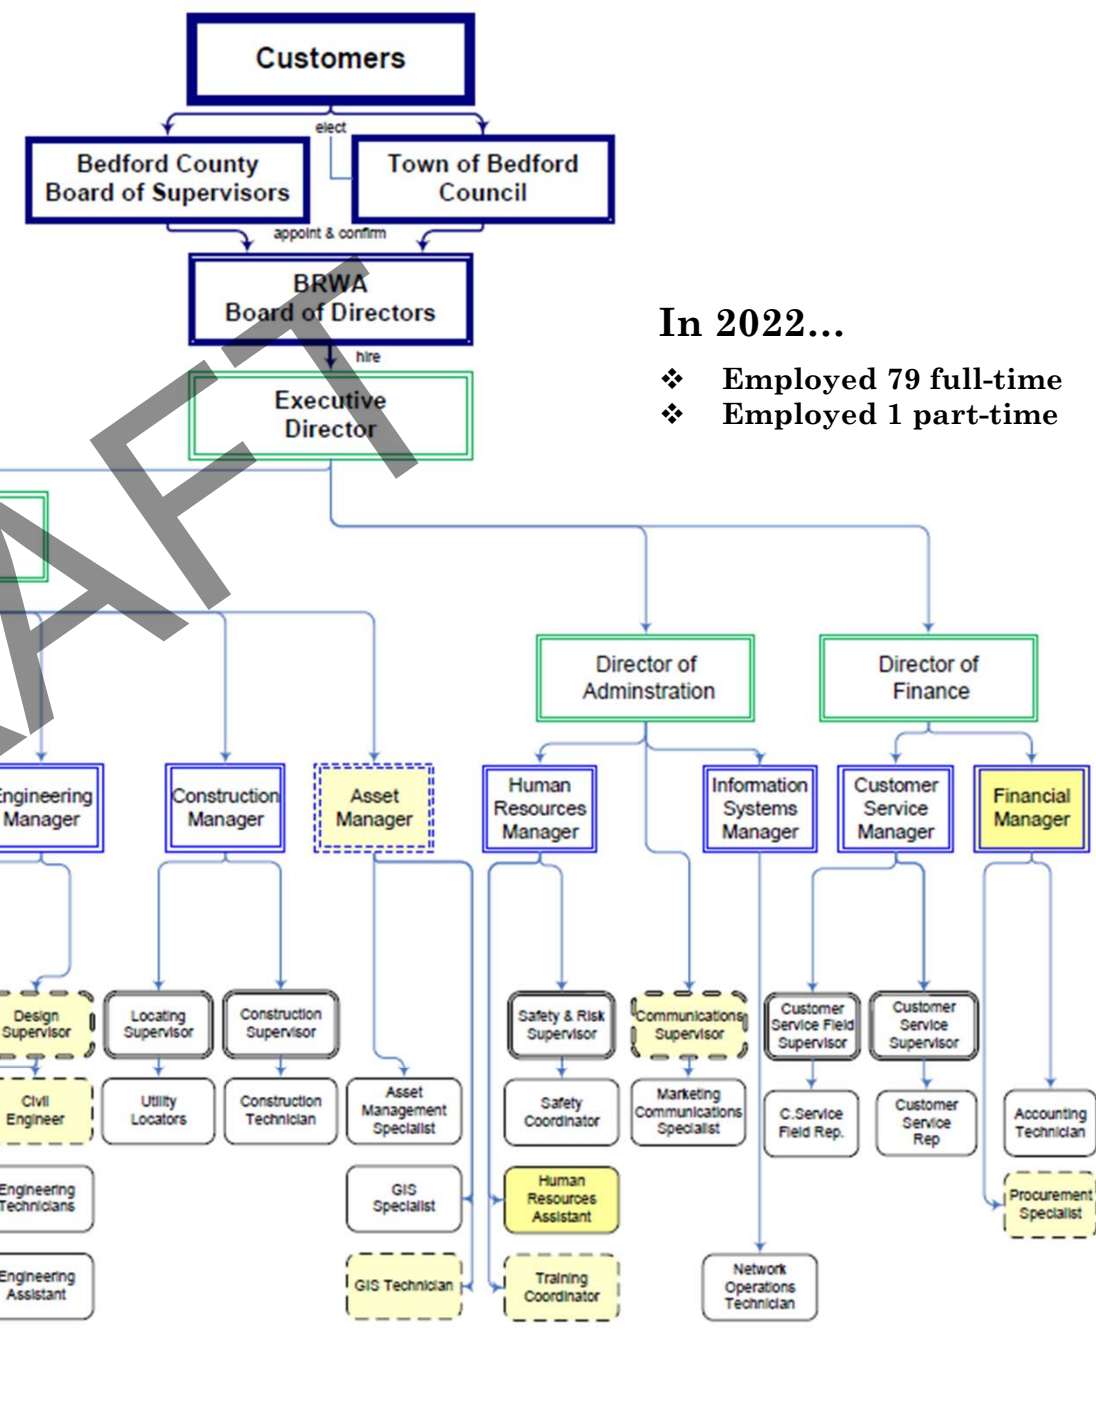 Customers
elect
Bedford County
Board of Supervisors
Town of Bedford
Council
appoint & confirm
BRWA
Board of Directors
hire
Executive
Director
In 2022...
❖ Employed 79 full-time
❖ Employed 1 part-time
DRAFT
Director of
Adminstration
Director of
Finance
Engineering
Manager
Construction
Manager
Asset
Manager
Human
Resources
Manager
Information
Systems
Manager
Customer
Service
Manager
Financial
Manager
Design
Supervisor
Locating
Supervisor
Construction
Supervisor
Safety & Risk
Supervisor
Communications
Supervisor
Customer
Service Field
Supervisor
Customer
Service
Supervisor
Civil
Engineer
Utility
Locators
Construction
Technician
Asset
Management
Specialist
Safety
Coordinator
Marketing
Communications
Specialist
C.Service
Field Rep.
Customer
Service
Rep
Accounting
Technician
Engineering
Technicians
GIS
Specialist
Human
Resources
Assistant
Procurement
Specialist
Engineering
Assistant
GIS Technician
Training
Coordinator
Network
Operations
Technician